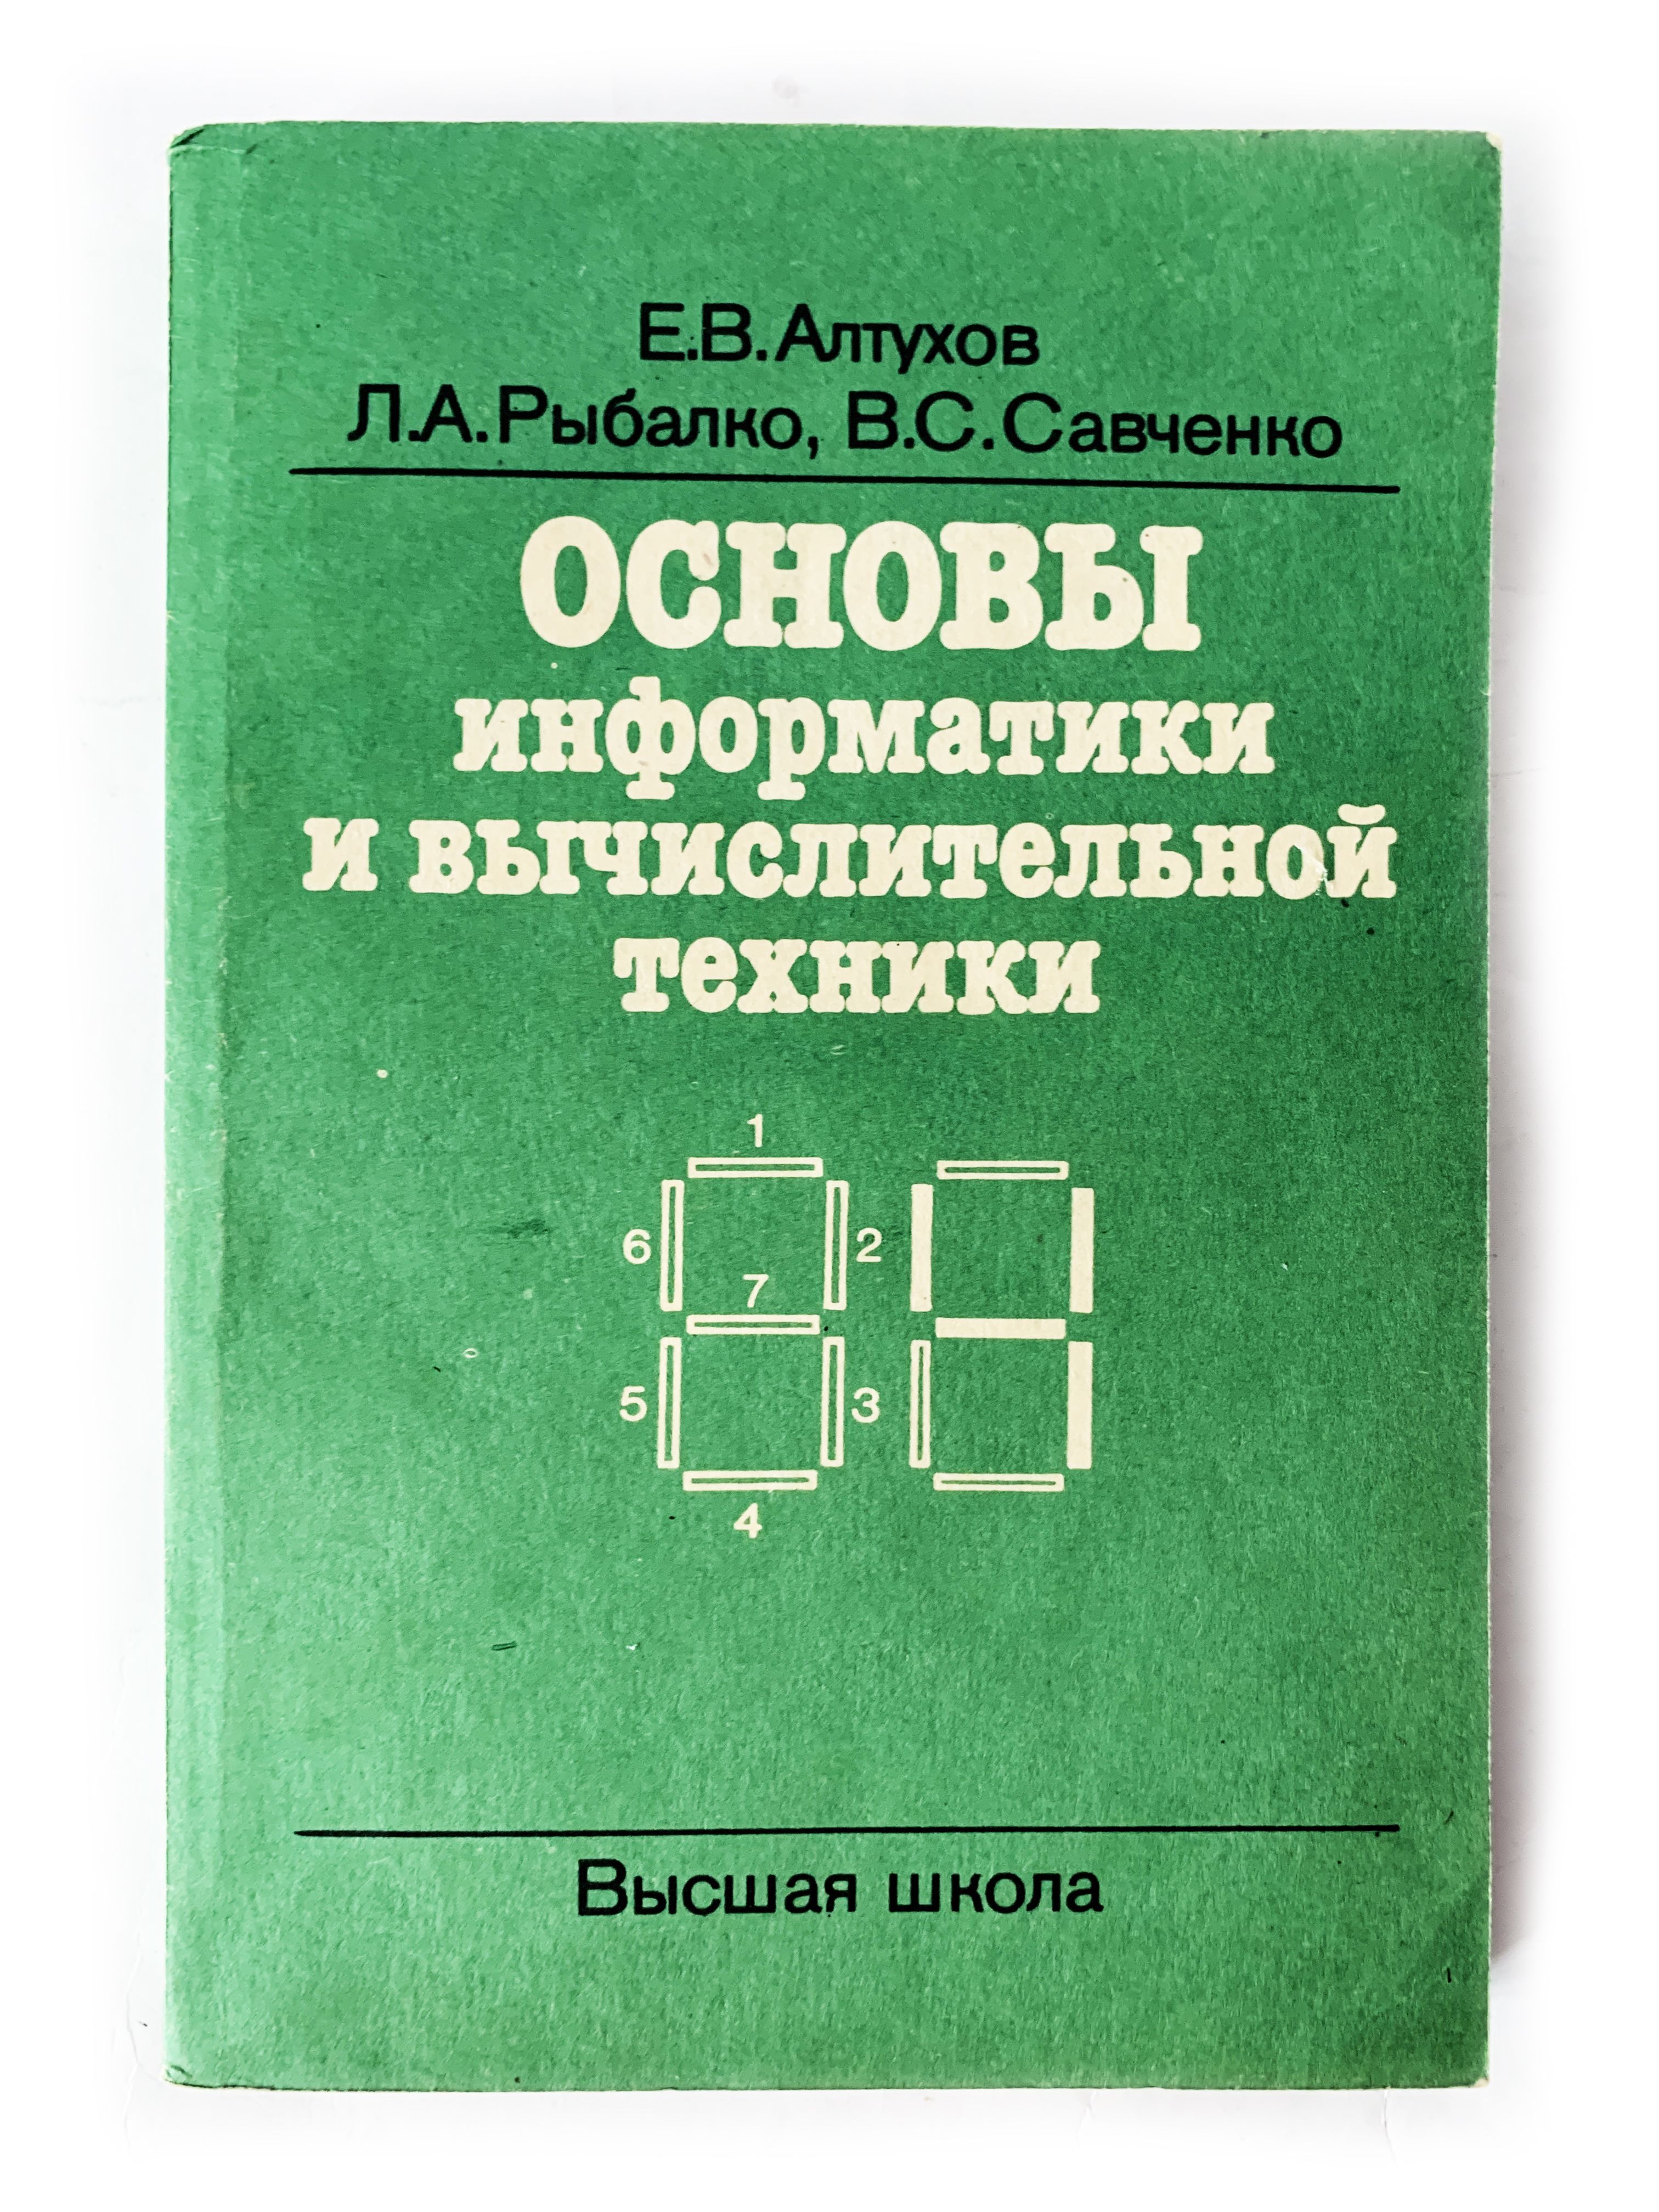 Е.В.Алтухов
Л.А.Рыбалко, В.С.Савченко
ОСНОВЫ
информатики
и вычислительной
техники
1
6 2
7
5 3
4
Высшая школа